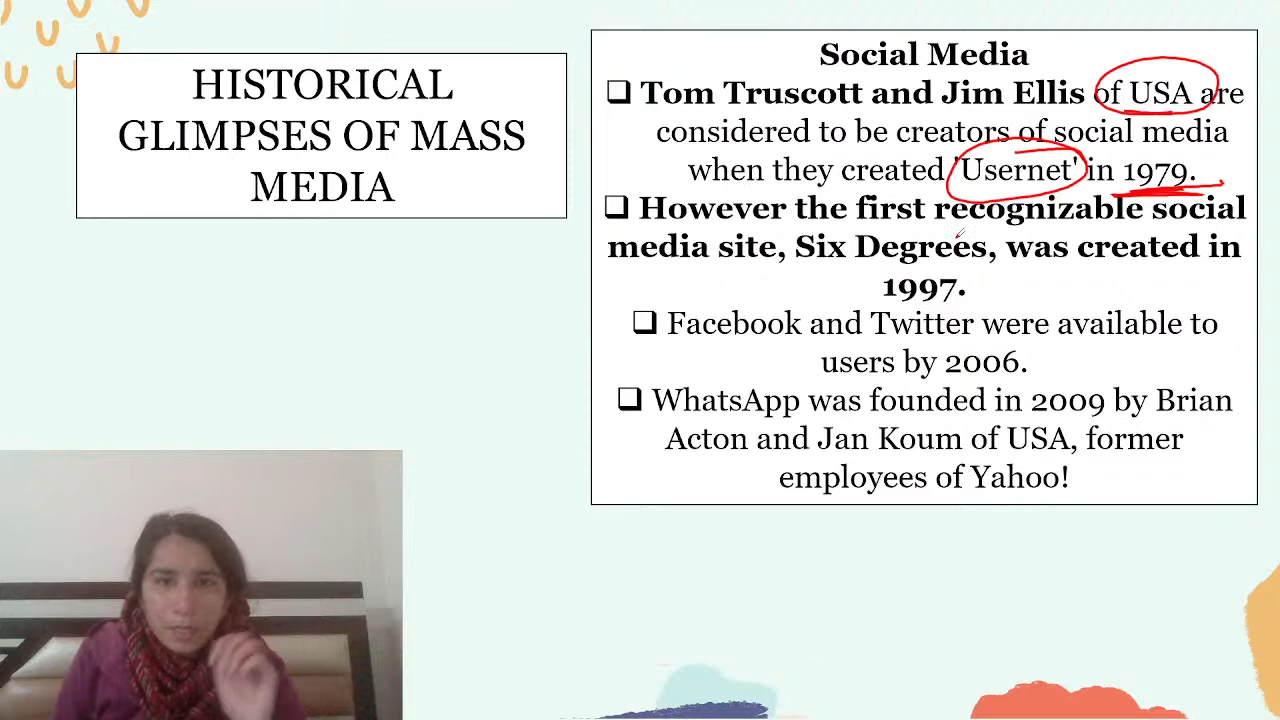 HISTORICAL
GLIMPSES OF MASS
MEDIA
Social Media
❑ Tom Truscott and Jim Ellis of USA are
considered to be creators of social media
when they created 'Usernet' in 1979.
❑ However the first recognizable social
media site, Six Degrees, was created in
1997.
❑ Facebook and Twitter were available to
users by 2006.
❑ WhatsApp was founded in 2009 by Brian
Acton and Jan Koum of USA, former
employees of Yahoo!